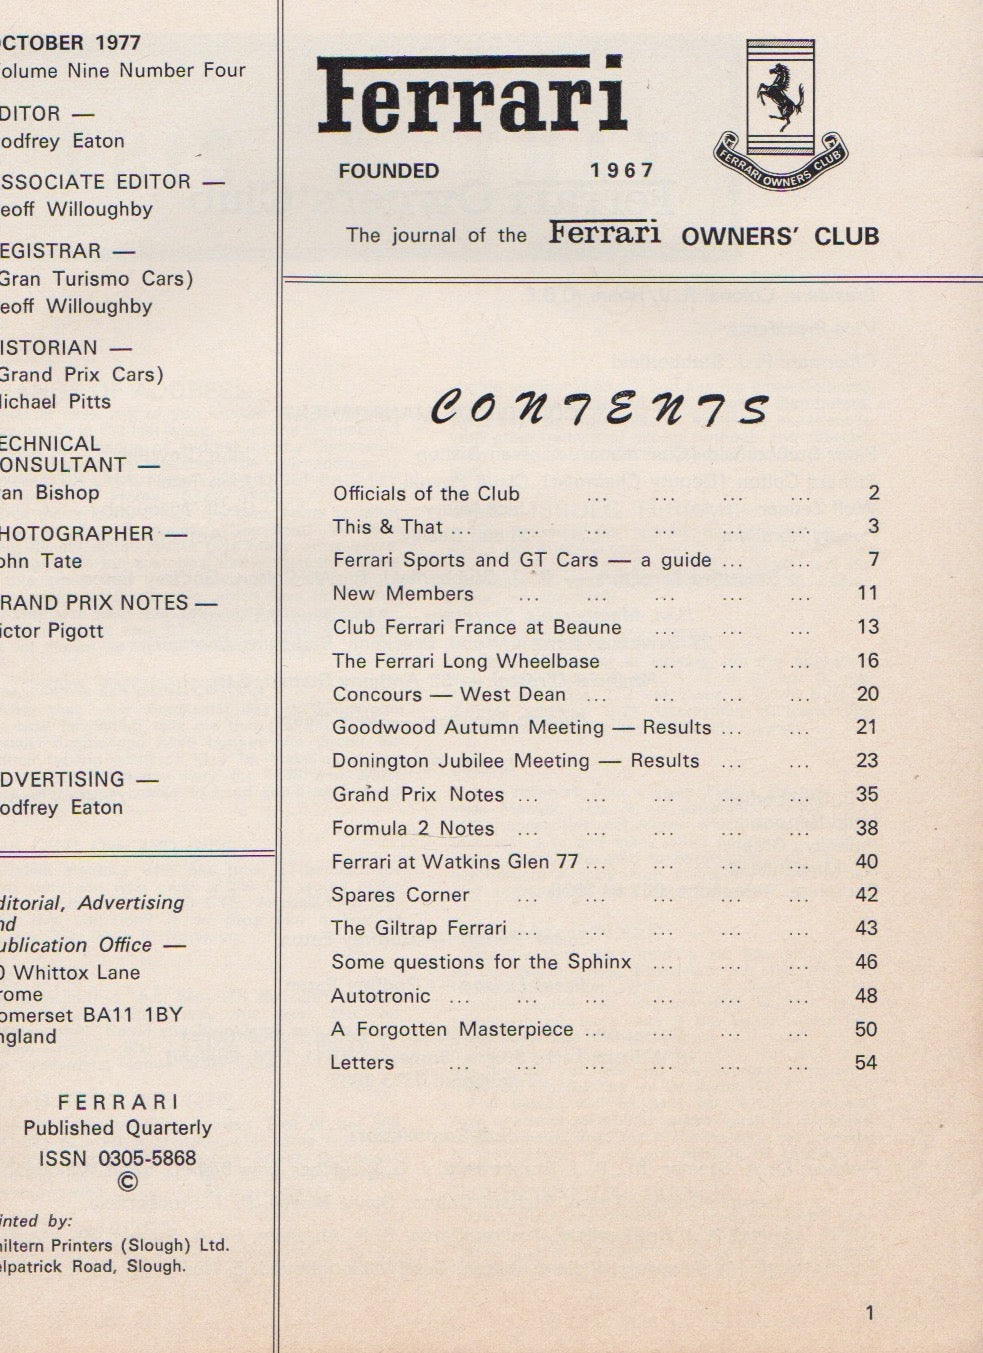 CTOBER 1977
olume Nine Number Four
DITOR —
odfrey Eaton
SSOCIATE EDITOR —
eoff Willoughby
EGISTRAR —
Gran Turismo Cars)
eoff Willoughby
ISTORIAN —
Grand Prix Cars)
lichael Pitts
ECHNICAL
ONSULTANT —
an Bishop
HOTOGRAPHER —
ohn Tate
RAND PRIX NOTES —
ictor Pigott
DVERTISING —
odfrey Eaton
ditorial, Advertising
nd
ublication Office —
0 Whittox Lane
rome
omerset BA11 1BY
ngland
FERRARI
Published Quarterly
ISSN 0305-5868
©
inted by:
hiltern Printers (Slough) Ltd.
elpatrick Road, Slough.
Ferrari
FERRARI OWNERS' CLUB
FOUNDED 1967
The journal of the Ferrari OWNERS' CLUB
CONTENTS
Officials of the Club ... ... ... ... 2
This & That ... ... ... ... ... ... 3
Ferrari Sports and GT Cars — a guide ... ... 7
New Members ... ... ... ... ... 11
Club Ferrari France at Beaune ... ... ... 13
The Ferrari Long Wheelbase ... ... ... 16
Concours — West Dean ... ... ... ... 20
Goodwood Autumn Meeting — Results ... ... 21
Donington Jubilee Meeting — Results ... ... 23
Grand Prix Notes ... ... ... ... ... 35
Formula 2 Notes ... ... ... ... ... 38
Ferrari at Watkins Glen 77 ... ... ... ... 40
Spares Corner ... ... ... ... ... 42
The Giltrap Ferrari ... ... ... ... ... 43
Some questions for the Sphinx ... ... ... 46
Autotronic ... ... ... ... ... ... 48
A Forgotten Masterpiece ... ... ... ... 50
Letters ... ... ... ... ... ... 54
1